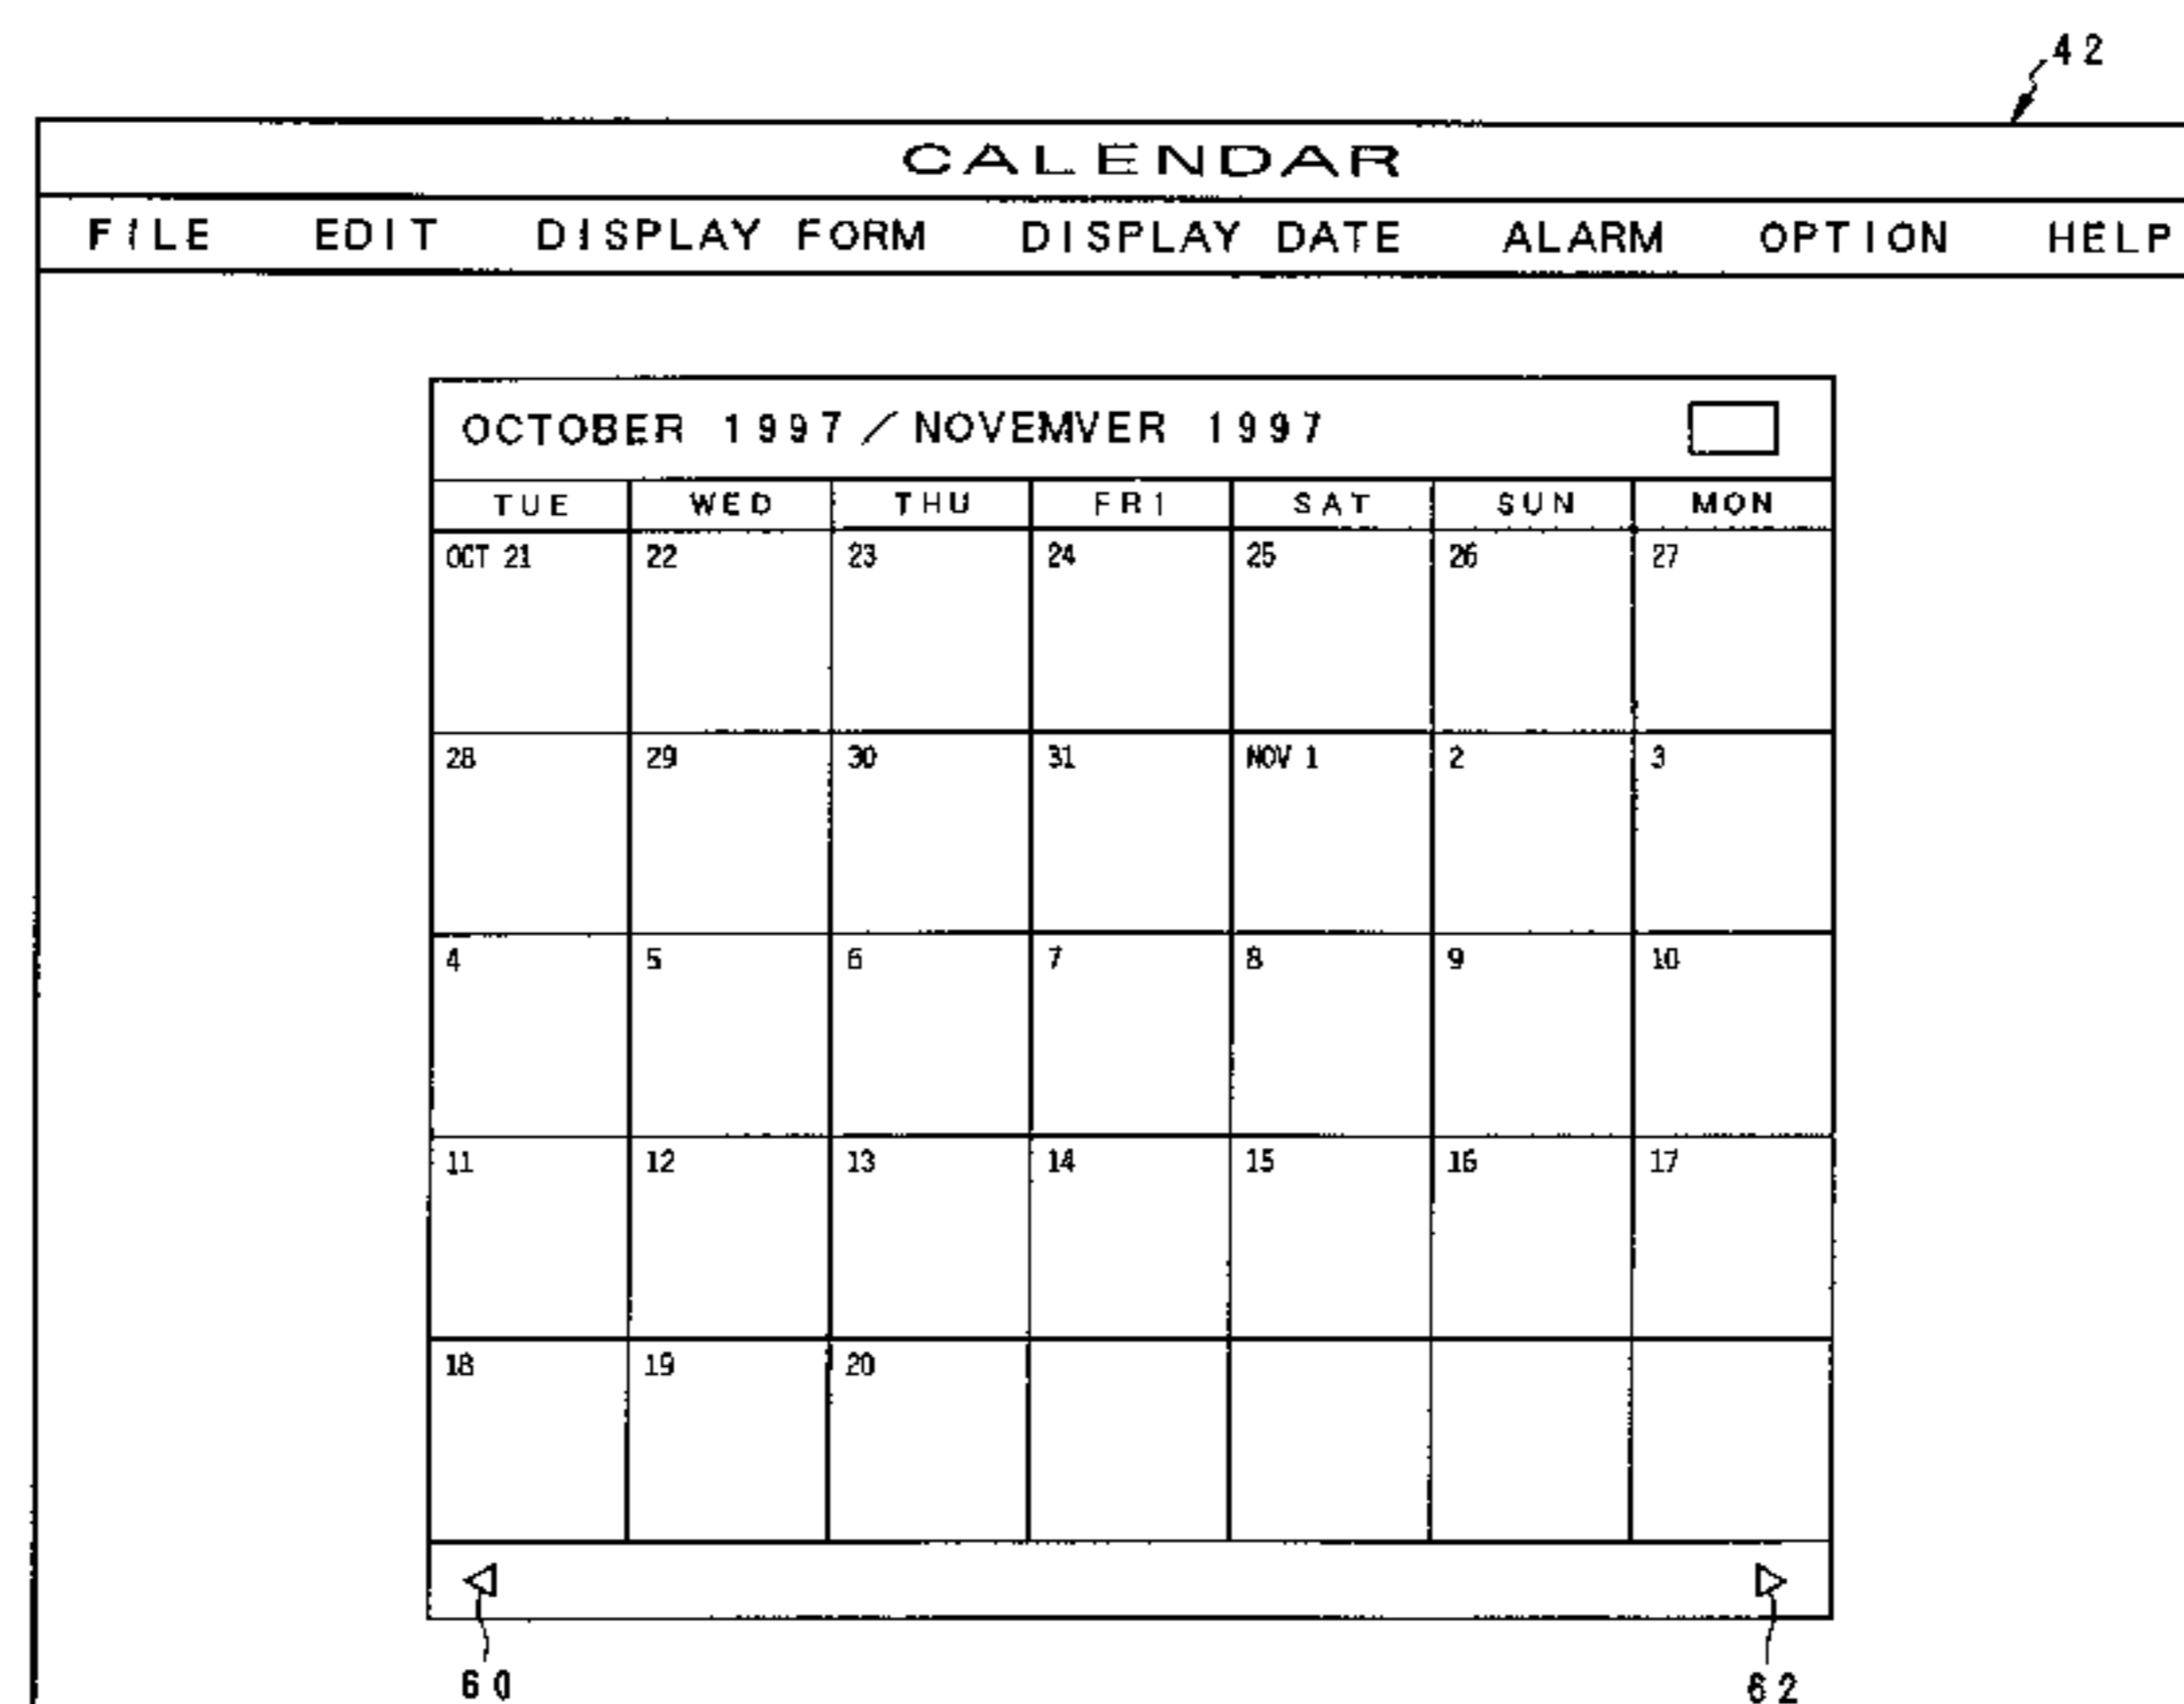 42
CALENDAR
FILE EDIT DISPLAY FORM DISPLAY DATE ALARM OPTION HELP
OCTOBER 1997/NOVEMVER 1997
TUE WED THU FRI SAT SUN MON
OCT 21 22 23 24 25 26 27
28 29 30 31 NOV 1 2 3
4 5 6 7 8 9 10
11 12 13 14 15 16 17
18 19 20
60 62